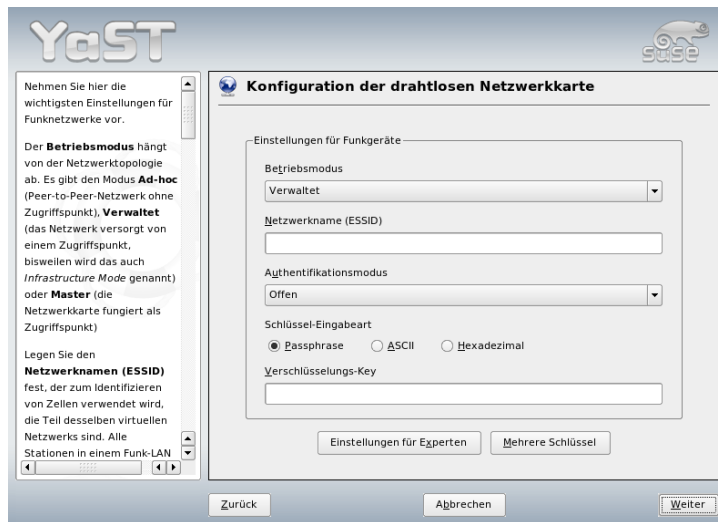 YaST
SUSE
Nehmen Sie hier die
wichtigsten Einstellungen für
Funknetzwerke vor.
Der Betriebsmodus hängt
von der Netzwerktopologie
ab. Es gibt den Modus Ad-hoc
(Peer-to-Peer-Netzwerk ohne
Zugriffspunkt), Verwaltet
(das Netzwerk versorgt von
einem Zugriffspunkt,
bisweilen wird das auch
Infrastructure Mode genannt)
oder Master (die
Netzwerkkarte fungiert als
Zugriffspunkt)
Legen Sie den
Netzwerknamen (ESSID)
fest, der zum Identifizieren
von Zellen verwendet wird,
die Teil desselben virtuellen
Netzwerks sind. Alle
Stationen in einem Funk-LAN
Konfiguration der drahtlosen Netzwerkkarte
Einstellungen für Funkgeräte
Betriebsmodus
Verwaltet
Netzwerkname (ESSID)
Authentifikationsmodus
Offen
Schlüssel-Eingabeart
Passphrase ASCII Hexadezimal
Verschlüsselungs-Key
Einstellungen für Experten Mehrere Schlüssel
Zurück Abbrechen Weiter